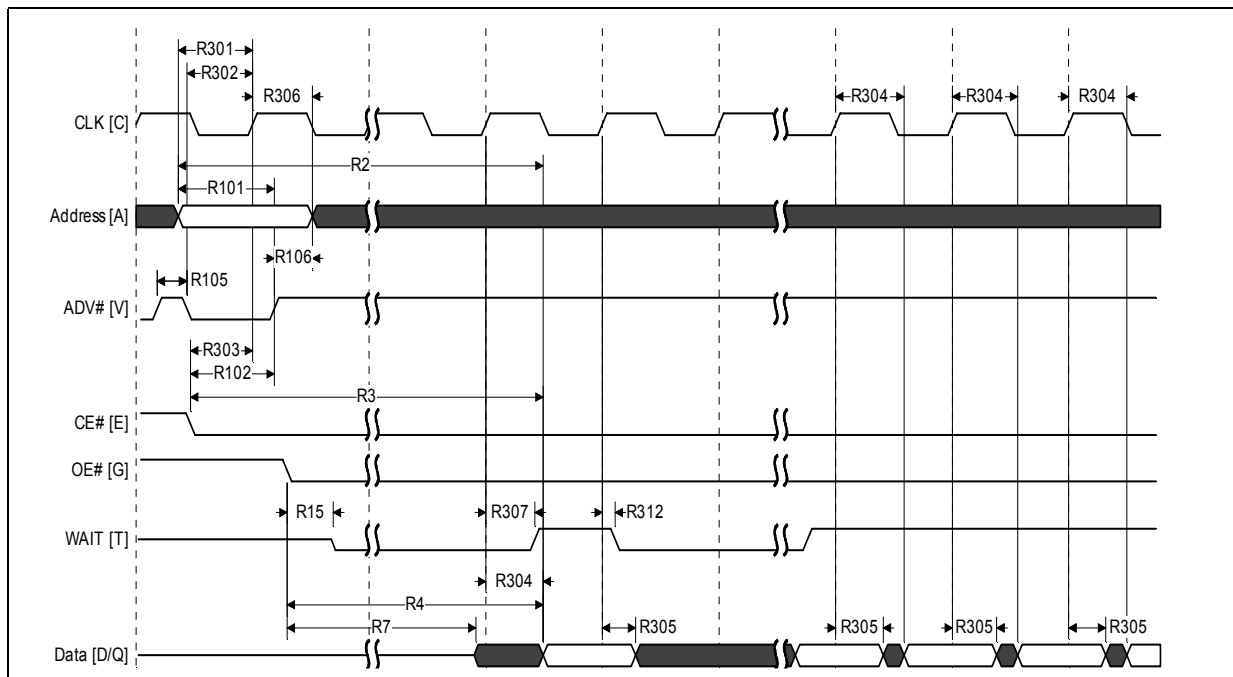 R301
R302
R306 R304 R304 R304
CLK [C]
R2
R101
Address [A]
R106
R105
ADV# [V]
R303
R102
R3
CE# [E]
OE# [G]
R15 R307 R312
WAIT [T]
R304
R4
R7 R305 R305 R305 R305
Data [D/Q]